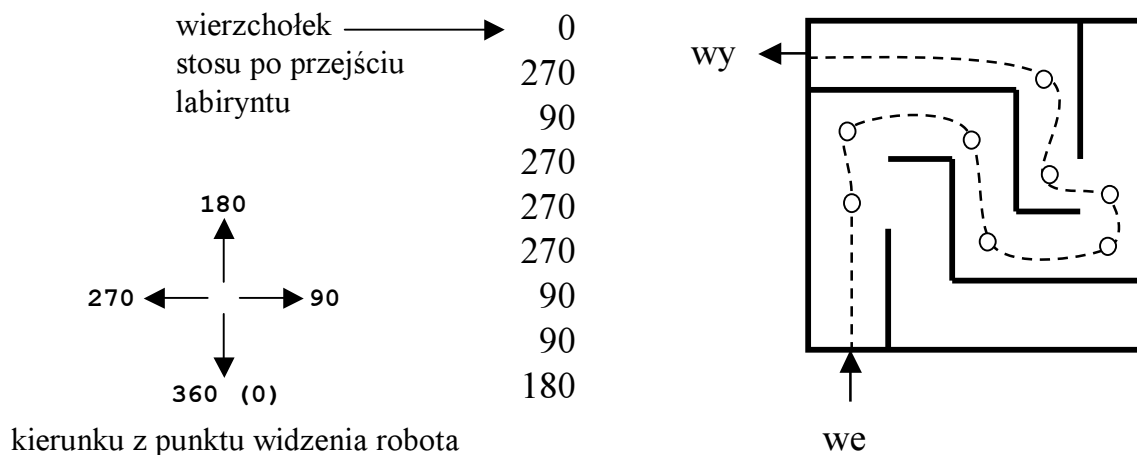 wierzchołek
stosu po przejściu
labiryntu
0
270
90
270
270
270
90
90
180
180
270
90
360 (0)
kierunku z punktu widzenia robota
wy
we